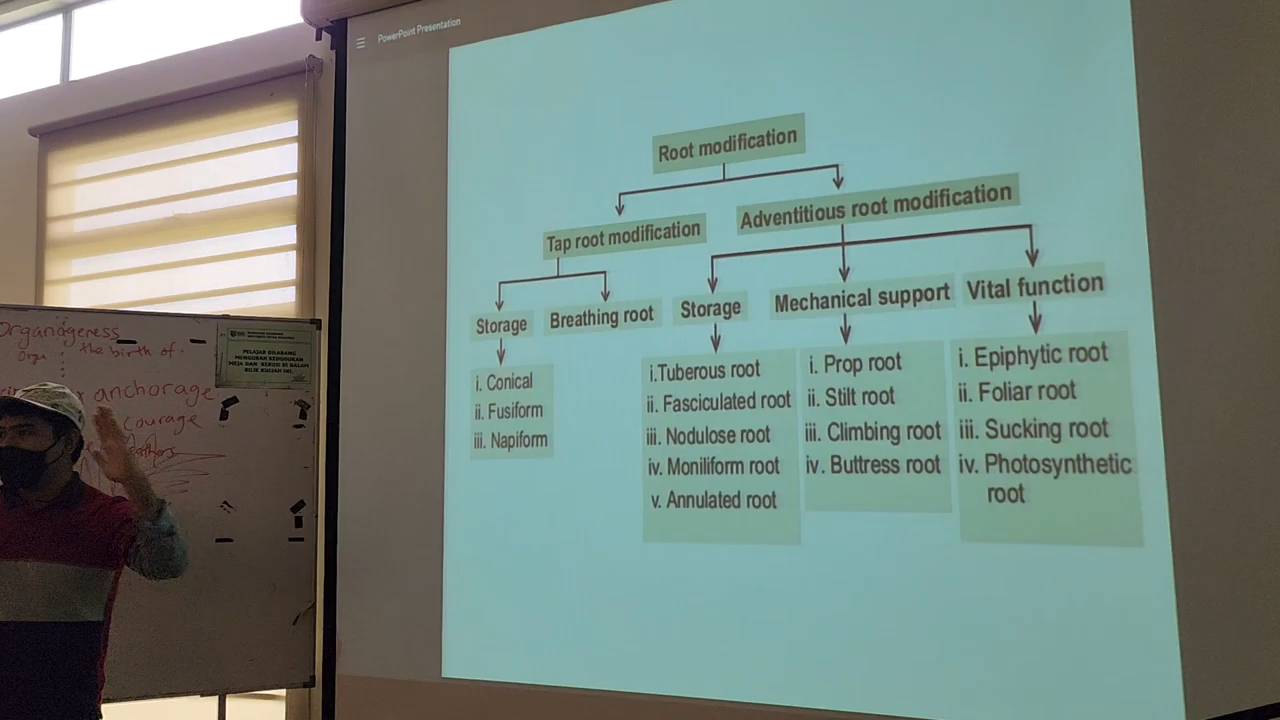 PowerPoint Presentation
Root modification
Tap root modification
Adventitious root modification
Storage
Breathing root
Storage
Mechanical support
Vital function
i. Conical
ii. Fusiform
iii. Napiform
i.Tuberous root
ii. Fasciculated root
iii. Nodulose root
iv. Moniliform root
v. Annulated root
i. Prop root
ii. Stilt root
iii. Climbing root
iv. Buttress root
i. Epiphytic root
ii. Foliar root
iii. Sucking root
iv. Photosynthetic
root
Organogeress
Orga
the birth of
anchorage
courage
PELAJAR DILARANG
MENGUBAH KEDUDUKAN
MEJA DAN KERUSI DI DALAM
BILIK KULIAH INI.